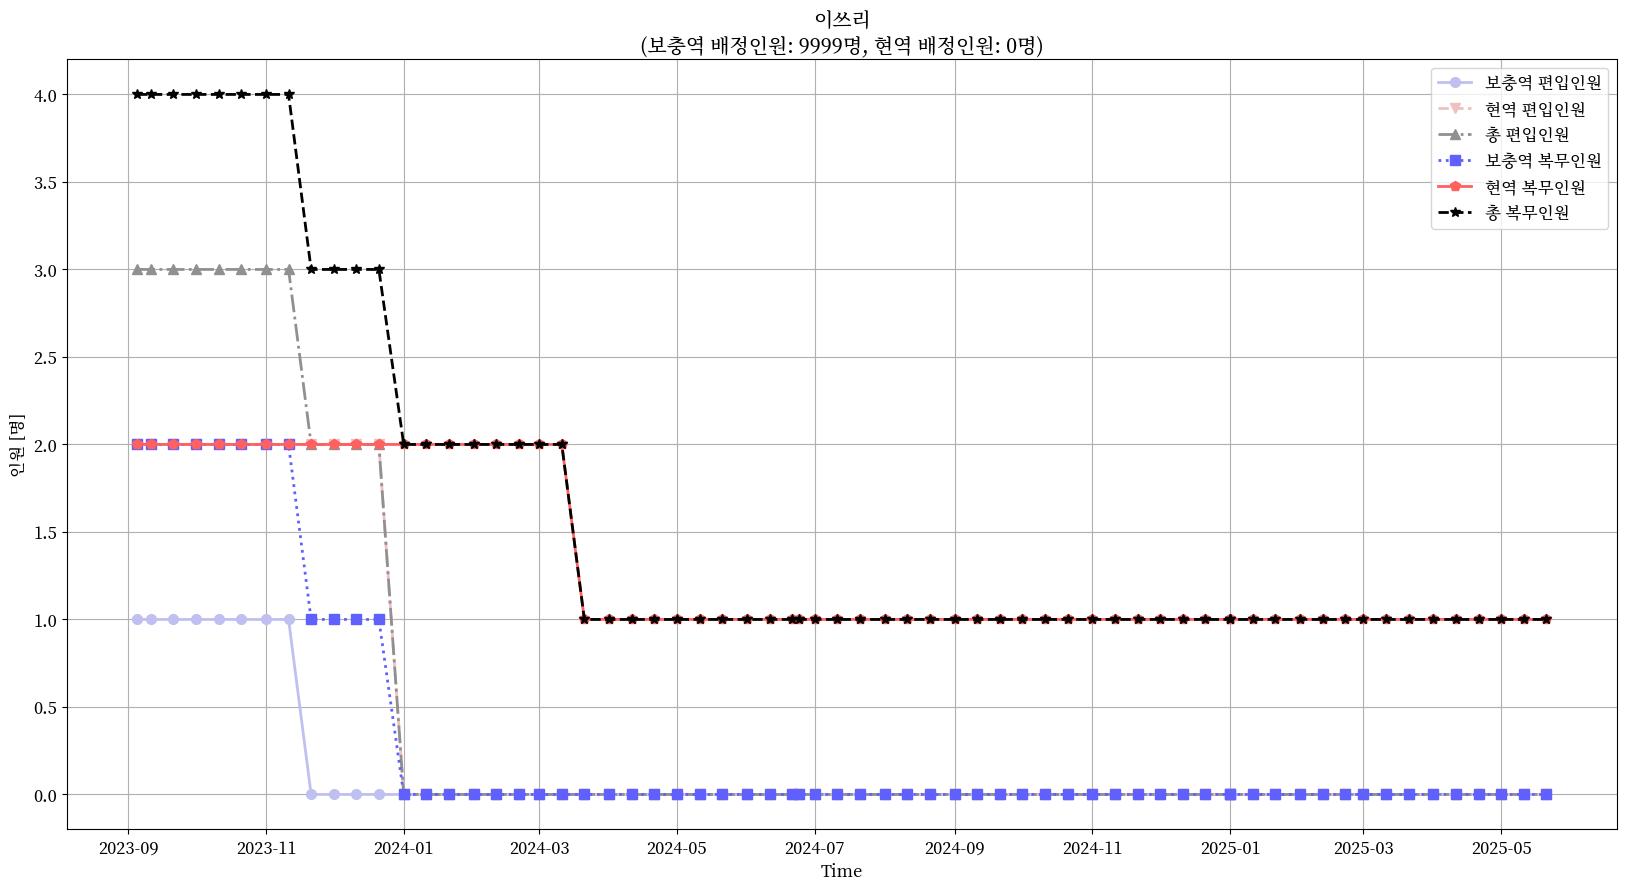 이쓰리
(보충역 배정인원: 9999명, 현역 배정인원: 0명)
보충역 편입인원
현역 편입인원
총 편입인원
보충역 복무인원
현역 복무인원
총 복무인원
인원 [명]
4.0
3.5
3.0
2.5
2.0
1.5
1.0
0.5
0.0
2023-09 2023-11 2024-01 2024-03 2024-05 2024-07 2024-09 2024-11 2025-01 2025-03 2025-05
Time